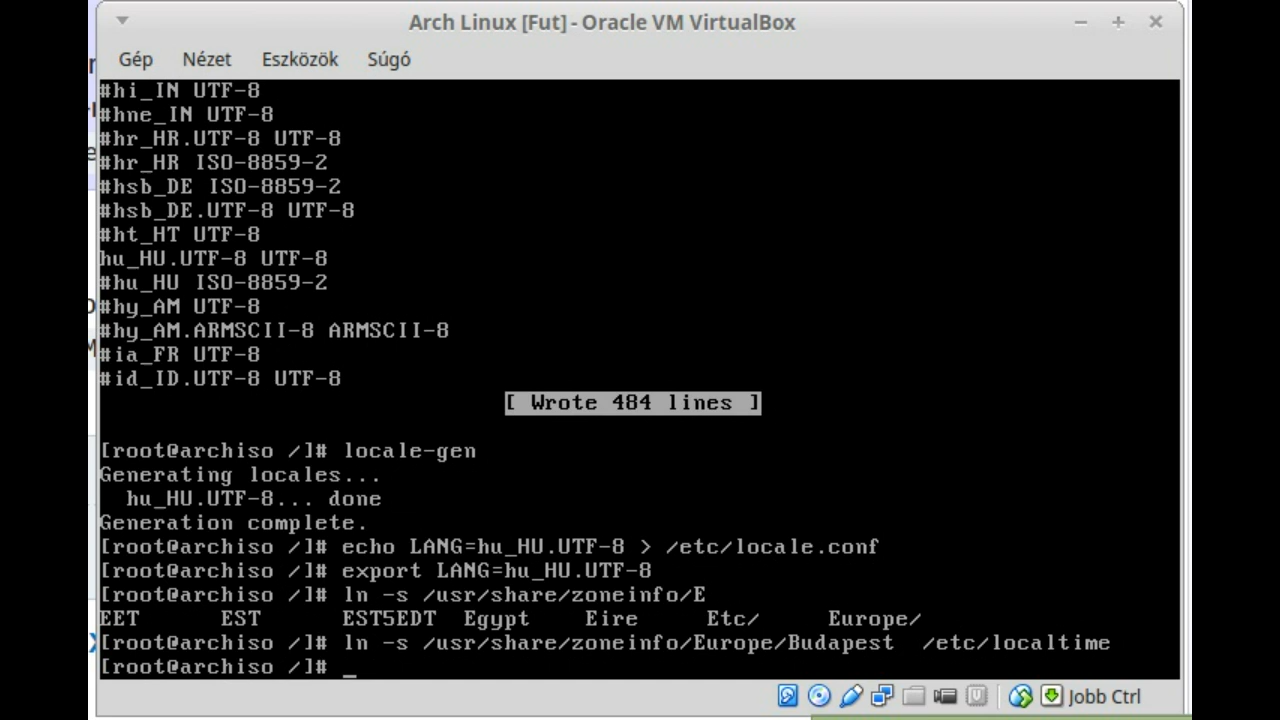 Arch Linux [Fut] - Oracle VM VirtualBox
Gép Nézet Eszközök Súgó
#hi_IN UTF-8
#hne_IN UTF-8
#hr_HR.UTF-8 UTF-8
#hr_HR ISO-8859-2
#hsb_DE ISO-8859-2
#hsb_DE.UTF-8 UTF-8
#ht_HT UTF-8
hu_HU.UTF-8 UTF-8
#hu_HU ISO-8859-2
#hy_AM UTF-8
#hy_AM.ARMSCII-8 ARMSCII-8
#ia_FR UTF-8
#id_ID.UTF-8 UTF-8
[ Wrote 484 lines ]
[root@archiso /]# locale-gen
Generating locales...
hu_HU.UTF-8... done
Generation complete.
[root@archiso /]# echo LANG=hu_HU.UTF-8 > /etc/locale.conf
[root@archiso /]# export LANG=hu_HU.UTF-8
[root@archiso /]# ln -s /usr/share/zoneinfo/E
EET EST EST5EDT Egypt Eire Etc/ Europe/
[root@archiso /]# ln -s /usr/share/zoneinfo/Europe/Budapest /etc/localtime
[root@archiso /]# _
Jobb Ctrl